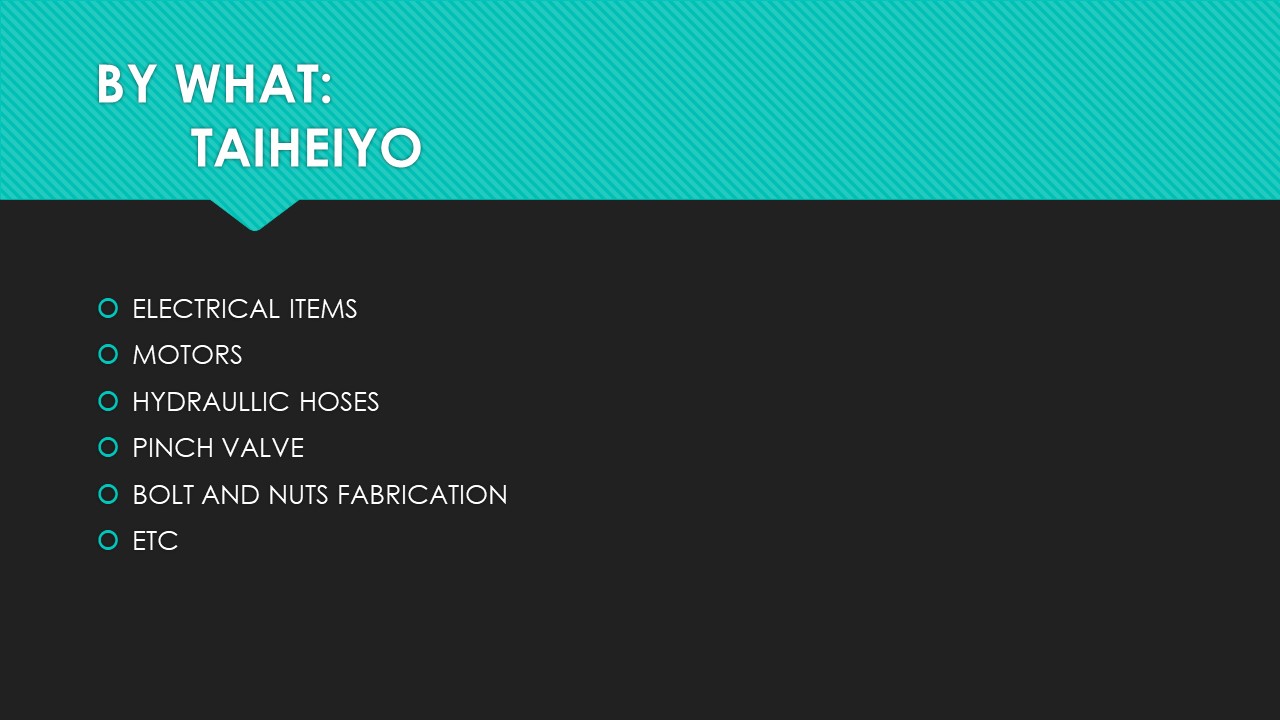 BY WHAT:
TAIHEIYO
ELECTRICAL ITEMS
MOTORS
HYDRAULLIC HOSES
PINCH VALVE
BOLT AND NUTS FABRICATION
ETC